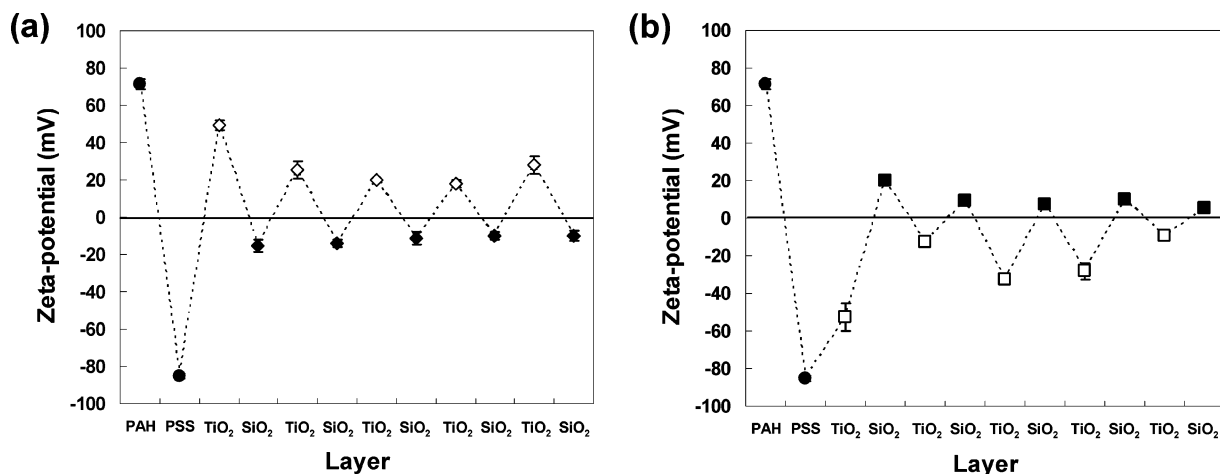 (a)
Zeta-potential (mV)
100
80
60
40
20
0
-20
-40
-60
-80
-100
PAH PSS TiO₂ SiO₂ TiO₂ SiO₂ TiO₂ SiO₂ TiO₂ SiO₂ TiO₂ SiO₂
Layer
(b)
Zeta-potential (mV)
100
80
60
40
20
0
-20
-40
-60
-80
-100
PAH PSS TiO₂ SiO₂ TiO₂ SiO₂ TiO₂ SiO₂ TiO₂ SiO₂ TiO₂ SiO₂
Layer